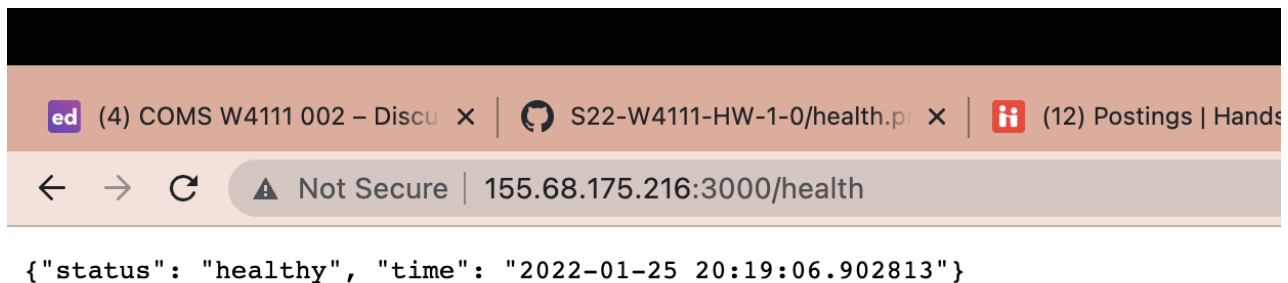 ed (4) COMS W4111 002 – Discu × S22-W4111-HW-1-0/health.p × (12) Postings | Hands
Not Secure 155.68.175.216:3000/health
{"status": "healthy", "time": "2022-01-25 20:19:06.902813"}